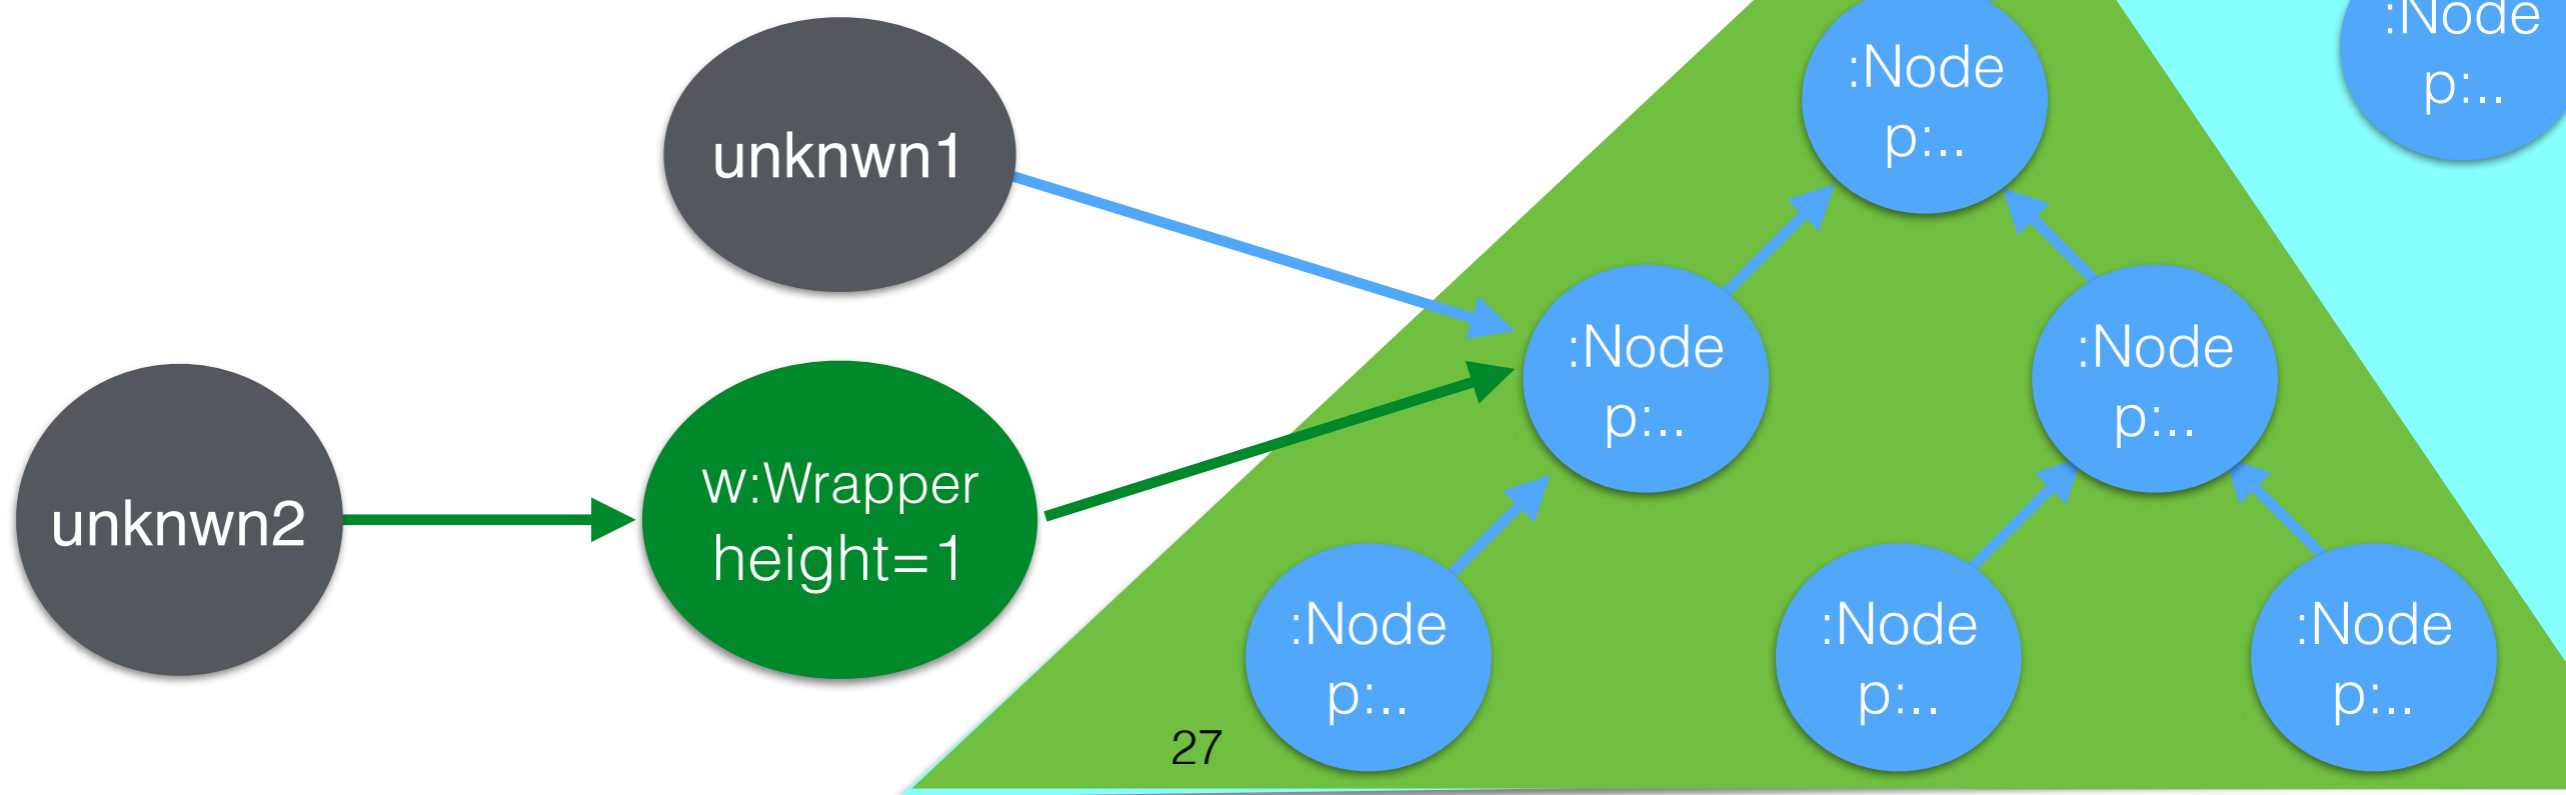 :Node
p:..
:Node
p:..
unknwn1
:Node
p:..
:Node
p:..
unknwn2
w:Wrapper
height=1
:Node
p:..
:Node
p:..
:Node
p:..
27